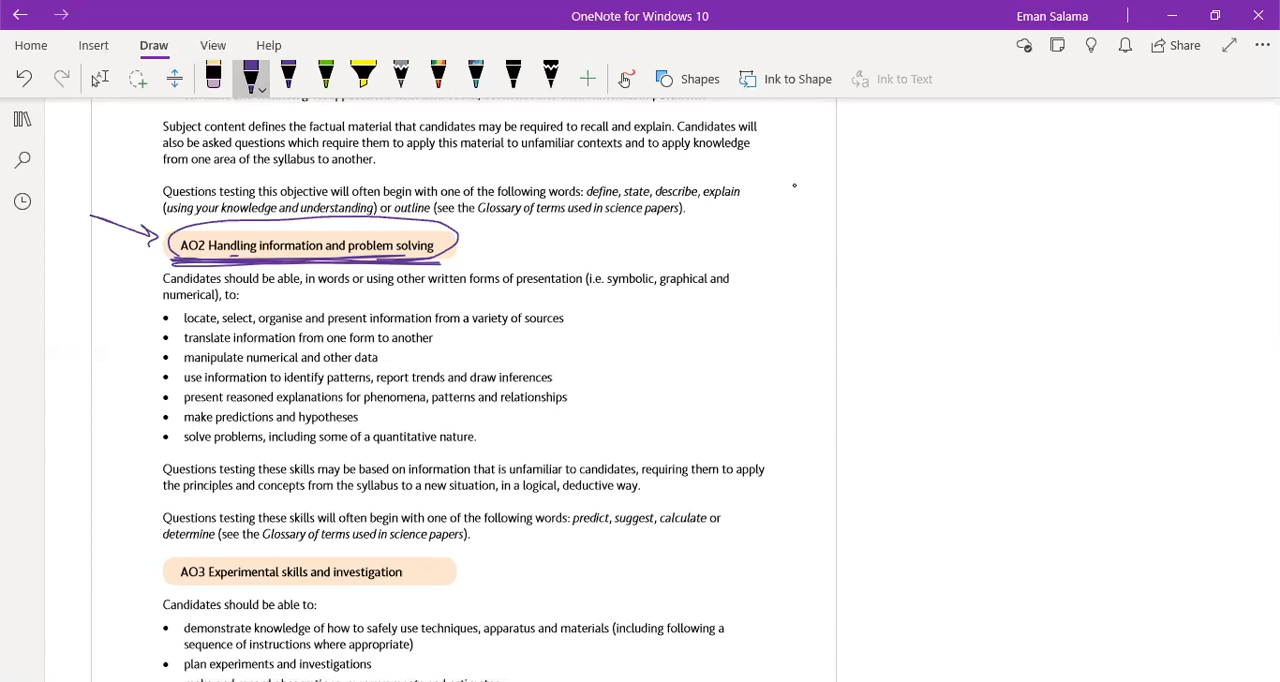 OneNote for Windows 10
Eman Salama
Home Insert Draw View Help
Share
Shapes
Ink to Shape
Ink to Text
Subject content defines the factual material that candidates may be required to recall and explain. Candidates will
also be asked questions which require them to apply this material to unfamiliar contexts and to apply knowledge
from one area of the syllabus to another.
Questions testing this objective will often begin with one of the following words: define, state, describe, explain
(using your knowledge and understanding) or outline (see the Glossary of terms used in science papers).
AO2 Handling information and problem solving
Candidates should be able, in words or using other written forms of presentation (i.e. symbolic, graphical and
numerical), to:
• locate, select, organise and present information from a variety of sources
• translate information from one form to another
• manipulate numerical and other data
• use information to identify patterns, report trends and draw inferences
• present reasoned explanations for phenomena, patterns and relationships
• make predictions and hypotheses
• solve problems, including some of a quantitative nature.
Questions testing these skills may be based on information that is unfamiliar to candidates, requiring them to apply
the principles and concepts from the syllabus to a new situation, in a logical, deductive way.
Questions testing these skills will often begin with one of the following words: predict, suggest, calculate or
determine (see the Glossary of terms used in science papers).
AO3 Experimental skills and investigation
Candidates should be able to:
• demonstrate knowledge of how to safely use techniques, apparatus and materials (including following a
sequence of instructions where appropriate)
• plan experiments and investigations